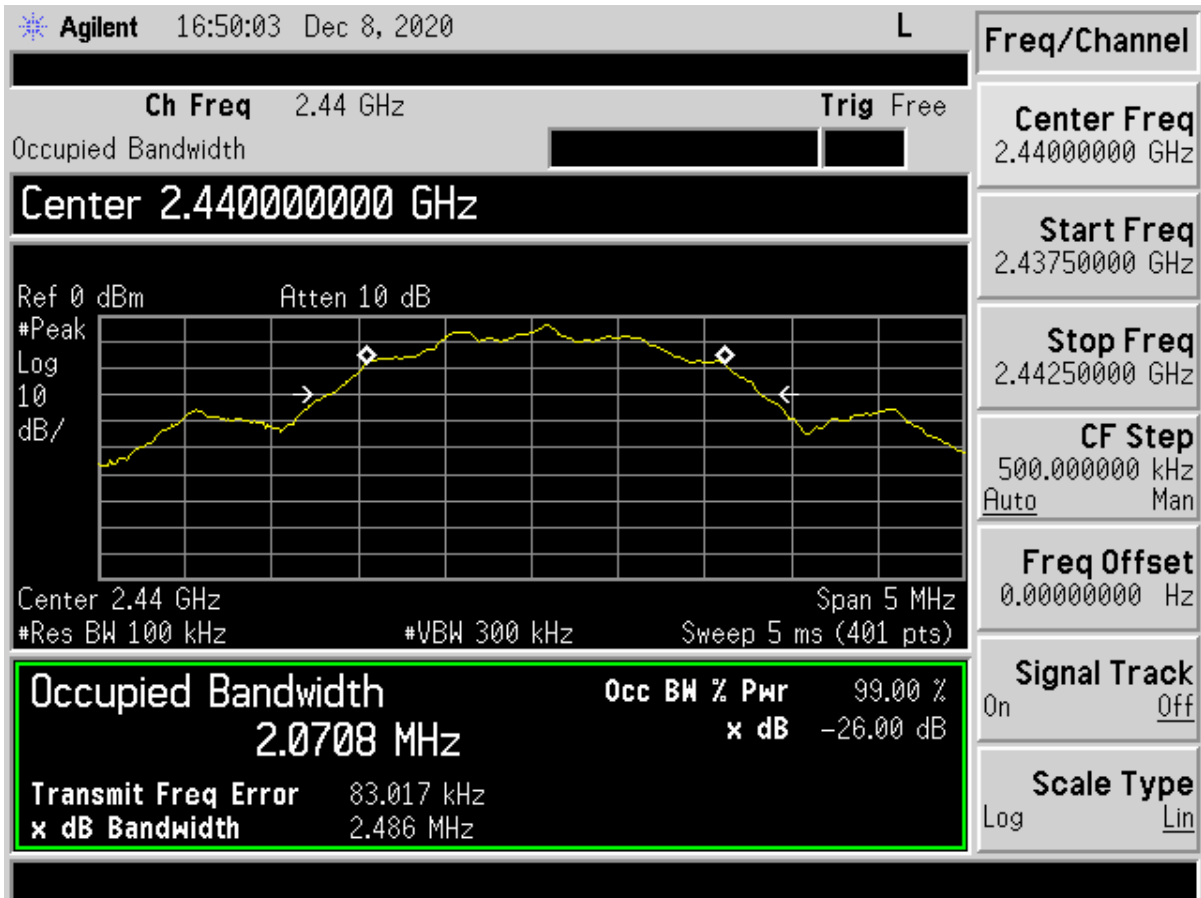 Agilent 16:50:03 Dec 8, 2020 L
Freq/Channel
Ch Freq 2.44 GHz Trig Free
Occupied Bandwidth
Center 2.440000000 GHz
Ref 0 dBm Atten 10 dB
#Peak
Log
10
dB/
Center 2.44 GHz Span 5 MHz
#Res BW 100 kHz #VBW 300 kHz Sweep 5 ms (401 pts)
Occupied Bandwidth Occ BW % Pwr 99.00 %
2.0708 MHz x dB -26.00 dB
Transmit Freq Error 83.017 kHz
x dB Bandwidth 2.486 MHz
Center Freq
2.44000000 GHz
Start Freq
2.43750000 GHz
Stop Freq
2.44250000 GHz
CF Step
500.000000 kHz
Auto Man
Freq Offset
0.00000000 Hz
Signal Track
On Off
Scale Type
Log Lin